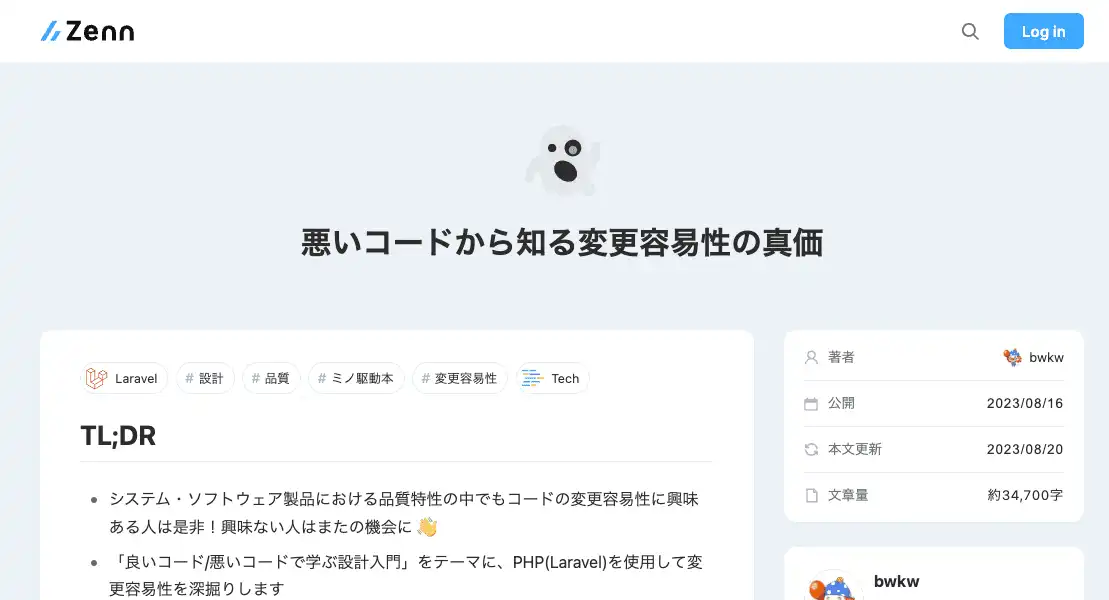 Zenn
Log in
悪いコードから知る変更容易性の真価
Laravel
# 設計
# 品質
# ミノ駆動本
# 変更容易性
Tech
TL;DR
システム・ソフトウェア製品における品質特性の中でもコードの変更容易性に興味
ある人は是非！興味ない人はまたの機会に 👋
「良いコード/悪いコードで学ぶ設計入門」をテーマに、PHP(Laravel)を使用して変
更容易性を深掘りします
著者 bwkw
公開 2023/08/16
本文更新 2023/08/20
文章量 約34,700字
bwkw